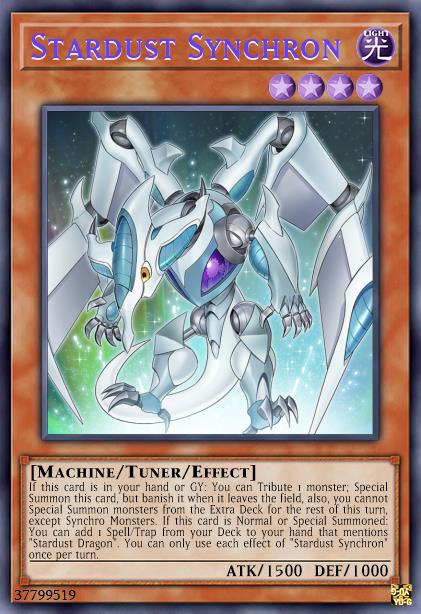 Stardust Synchron
LIGHT
光
[Machine/Tuner/Effect]
If this card is in your hand or GY: You can Tribute 1 monster; Special
Summon this card, but banish it when it leaves the field, also, you cannot
Special Summon monsters from the Extra Deck for the rest of this turn,
except Synchro Monsters. If this card is Normal or Special Summoned:
You can add 1 Spell/Trap from your Deck to your hand that mentions
"Stardust Dragon". You can only use each effect of "Stardust Synchron"
once per turn.
ATK/1500 DEF/1000
37799519